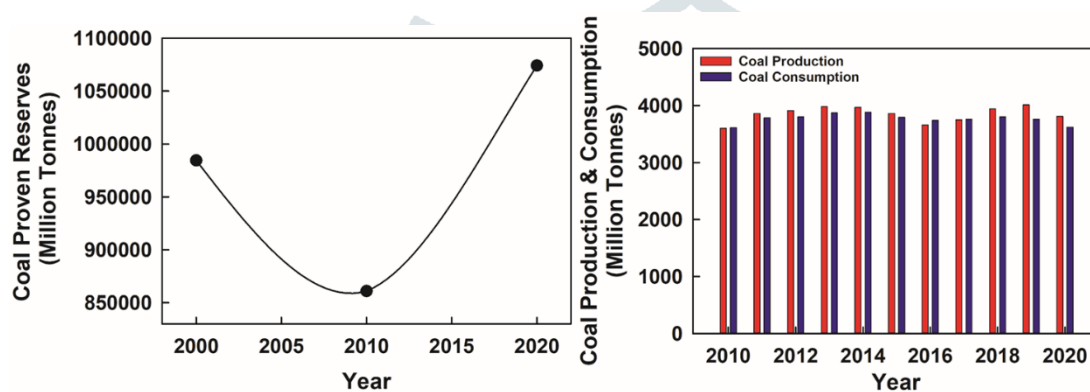 Coal Proven Reserves
(Million Tonnes)
1100000
1050000
1000000
950000
900000
850000
2000 2005 2010 2015 2020
Year
Coal Production & Consumption
(Million Tonnes)
5000
4000
3000
2000
1000
0
Coal Production
Coal Consumption
2010 2012 2014 2016 2018 2020
Year